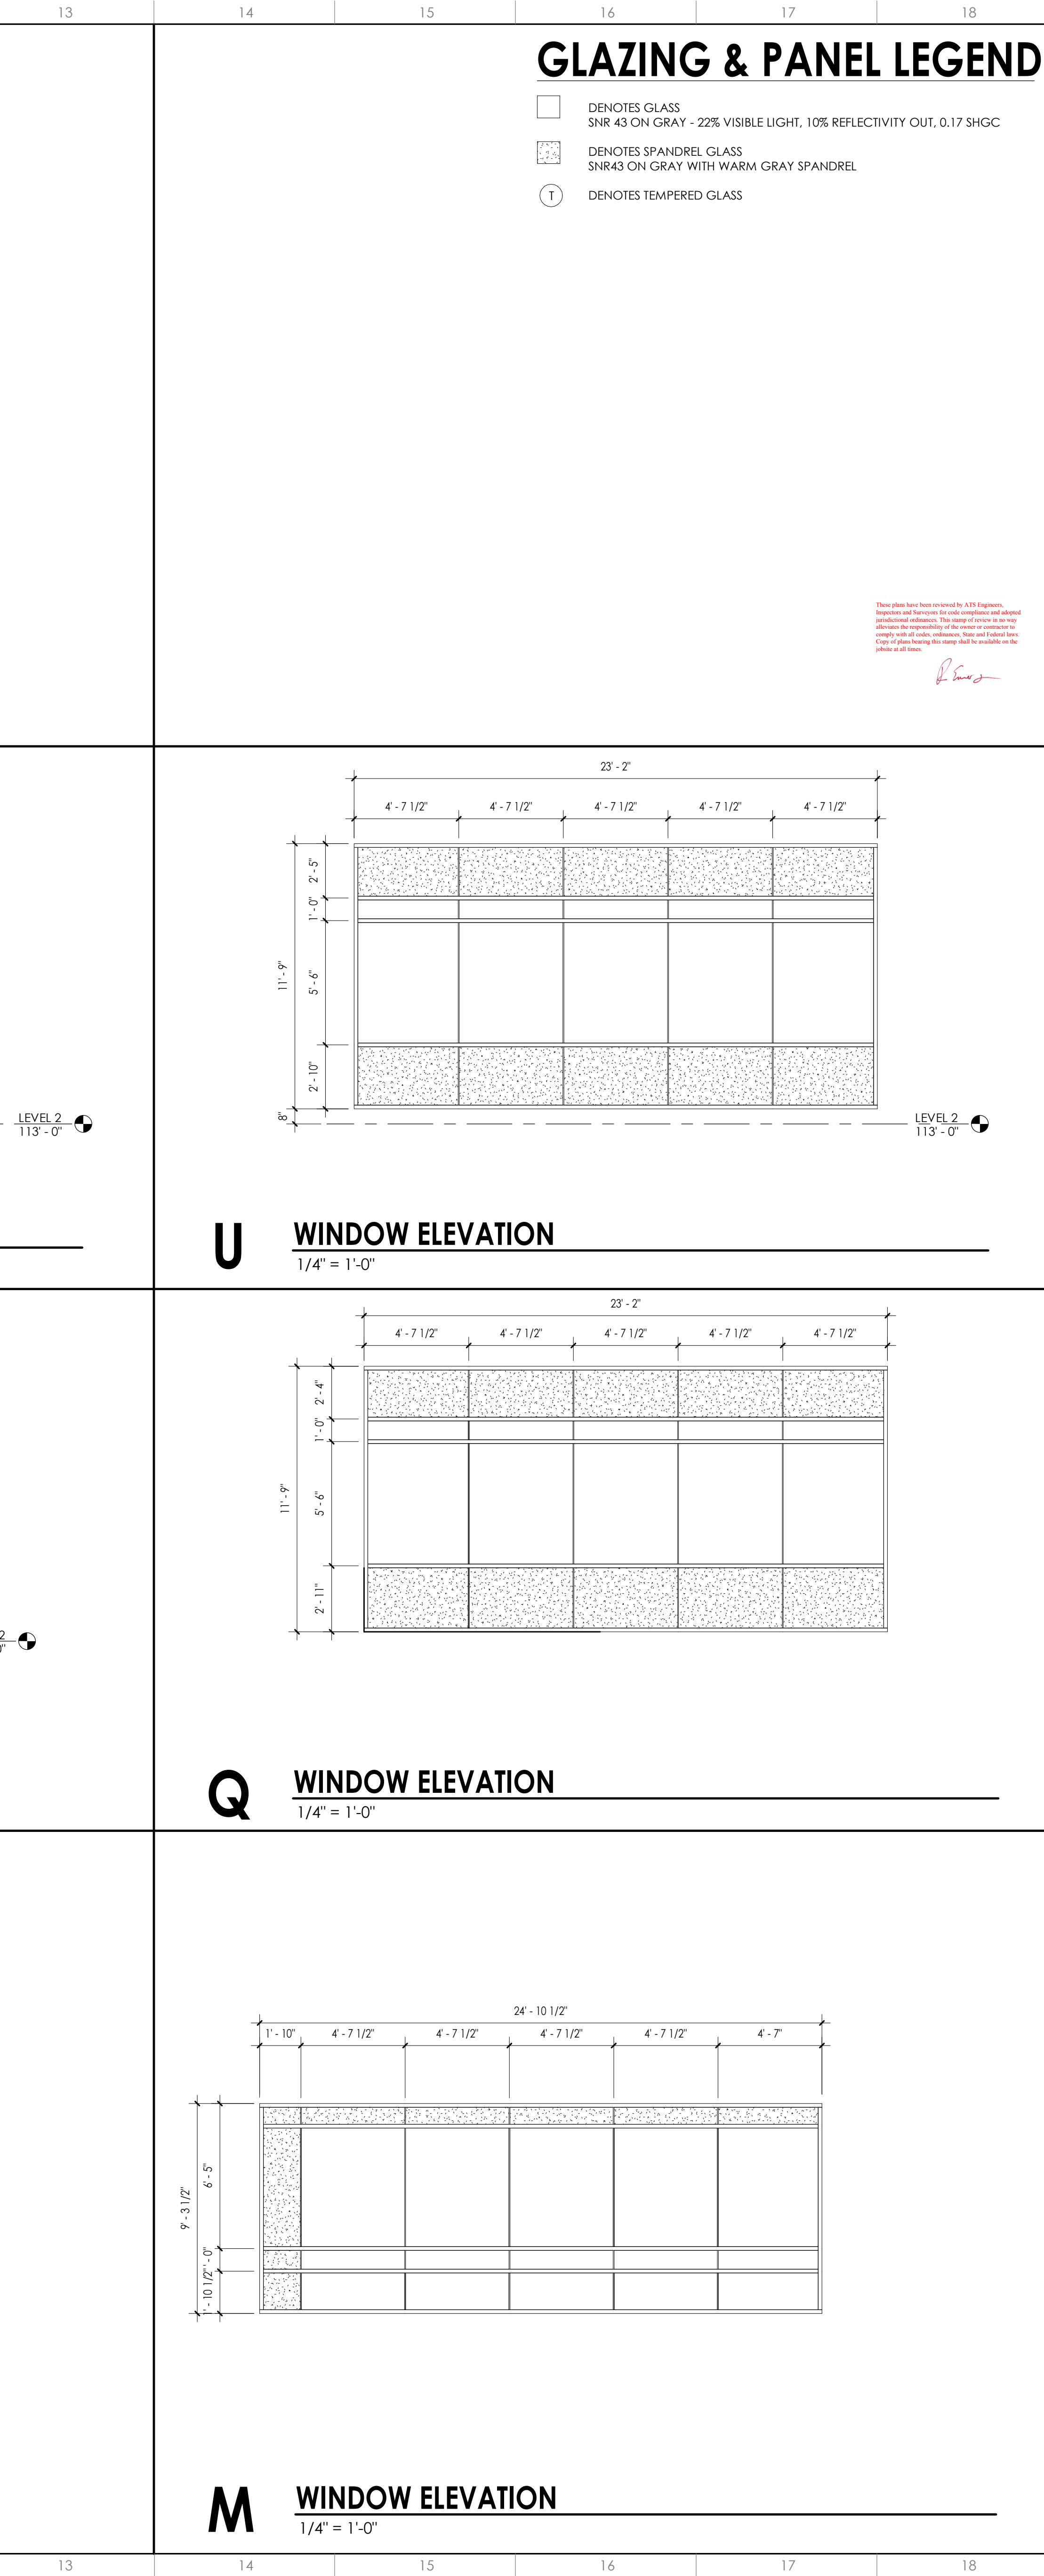 13 14 15 16 17 18
GLAZING & PANEL LEGEND
DENOTES GLASS
SNR 43 ON GRAY - 22% VISIBLE LIGHT, 10% REFLECTIVITY OUT, 0.17 SHGC
DENOTES SPANDREL GLASS
SNR43 ON GRAY WITH WARM GRAY SPANDREL
T DENOTES TEMPERED GLASS
These plans have been reviewed by ATS Engineers,
Inspectors and Surveyors for code compliance and adopted
jurisdictional ordinances. This stamp of review in no way
alleviates the responsibility of the owner or contractor to
comply with all codes, ordinances, State and Federal laws.
Copy of plans bearing this stamp shall be available on the
jobsite at all times.
23' - 2"
4' - 7 1/2" 4' - 7 1/2" 4' - 7 1/2" 4' - 7 1/2" 4' - 7 1/2"
2' - 5"
1' - 0"
11' - 9"
5' - 6"
2' - 10"
8"
LEVEL 2
113' - 0"
LEVEL 2
113' - 0"
U WINDOW ELEVATION
1/4" = 1'-0"
23' - 2"
4' - 7 1/2" 4' - 7 1/2" 4' - 7 1/2" 4' - 7 1/2" 4' - 7 1/2"
2' - 4"
1' - 0"
11' - 9"
5' - 6"
2' - 11"
2
0"
Q WINDOW ELEVATION
1/4" = 1'-0"
24' - 10 1/2"
1' - 10" 4' - 7 1/2" 4' - 7 1/2" 4' - 7 1/2" 4' - 7 1/2" 4' - 7"
6' - 5"
9' - 3 1/2"
' - 0"
' - 10 1/2"
M WINDOW ELEVATION
1/4" = 1'-0"
13 14 15 16 17 18